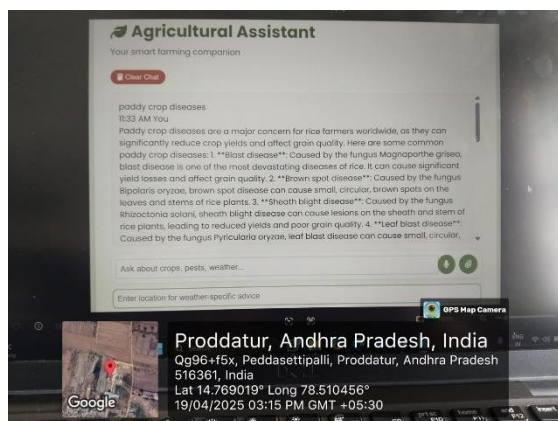 Agricultural Assistant
Your smart farming companion
Clear Chat
paddy crop diseases
11:33 AM You
Paddy crop diseases are a major concern for rice farmers worldwide, as they can
significantly reduce crop yields and affect grain quality. Here are some common
paddy crop diseases: 1. **Blast disease**: Caused by the fungus Magnaporthe grisea,
blast disease is one of the most devastating diseases of rice. It can cause significant
yield losses and affect grain quality. 2. **Brown spot disease**: Caused by the fungus
Bipolaris oryzae, brown spot disease can cause small, circular, brown spots on the
leaves and stems of rice plants. 3. **Sheath blight disease**: Caused by the fungus
Rhizoctonia solani, sheath blight disease can cause lesions on the sheath and stem of
rice plants, leading to reduced yields and poor grain quality. 4. **Leaf blast disease**:
Caused by the fungus Pyricularia oryzae, leaf blast disease can cause small, circular,
Ask about crops, pests, weather...
Enter location for weather-specific advice
GPS Map Camera
Proddatur, Andhra Pradesh, India
Qg96+f5x, Peddasettipalli, Proddatur, Andhra Pradesh
516361, India
Lat 14.769019° Long 78.510456°
19/04/2025 03:15 PM GMT +05:30
Google
ENG
IN
prt sc
home
end
F11
F12